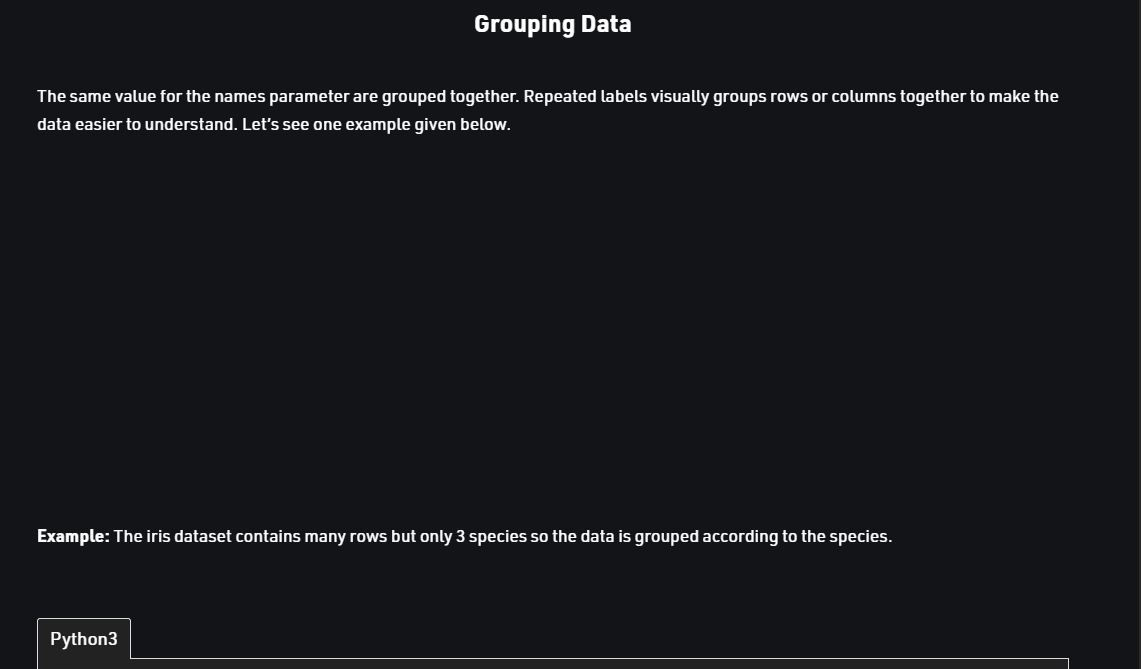 Grouping Data
The same value for the names parameter are grouped together. Repeated labels visually groups rows or columns together to make the
data easier to understand. Let’s see one example given below.
Example: The iris dataset contains many rows but only 3 species so the data is grouped according to the species.
Python3